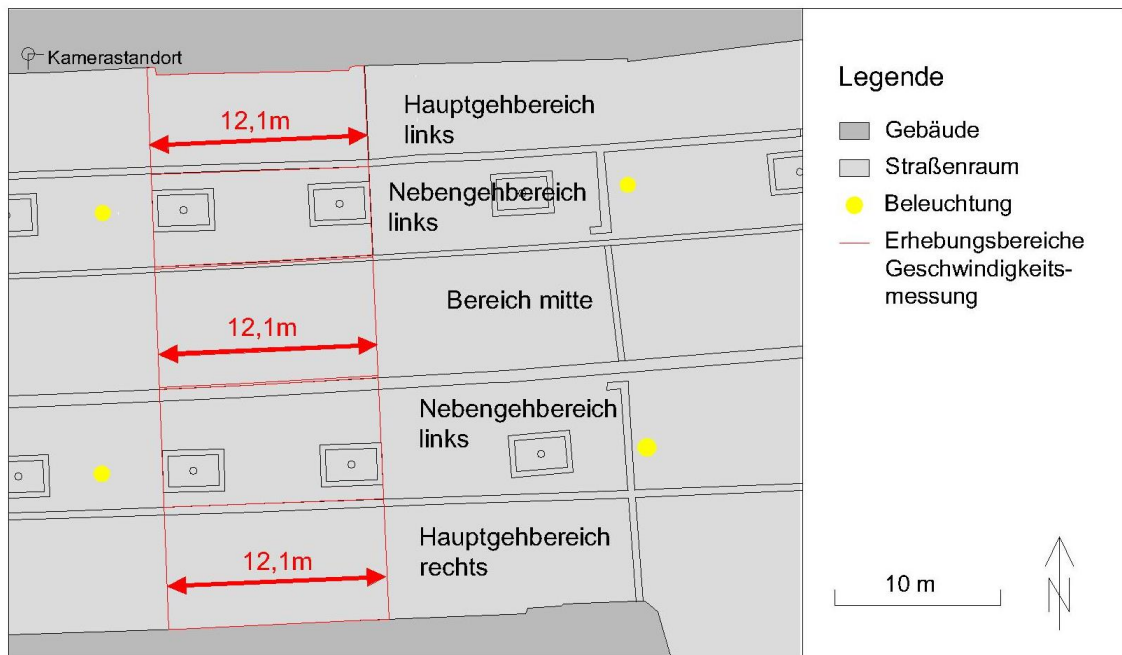 Kamerastandort
12,1m
Hauptgehbereich
links
Nebengehbereich
links
12,1m
Bereich mitte
Nebengehbereich
links
12,1m
Hauptgehbereich
rechts
Legende
Gebäude
Straßenraum
Beleuchtung
Erhebungsbereiche
Geschwindigkeits-
messung
10 m
N